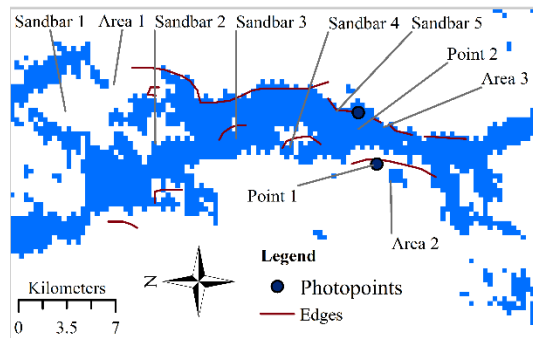 Sandbar 1 Area 1 Sandbar 2 Sandbar 3 Sandbar 4 Sandbar 5
Point 2
Area 3
Point 1
Area 2
Legend
Photopoints
Edges
N
Kilometers
0 3.5 7